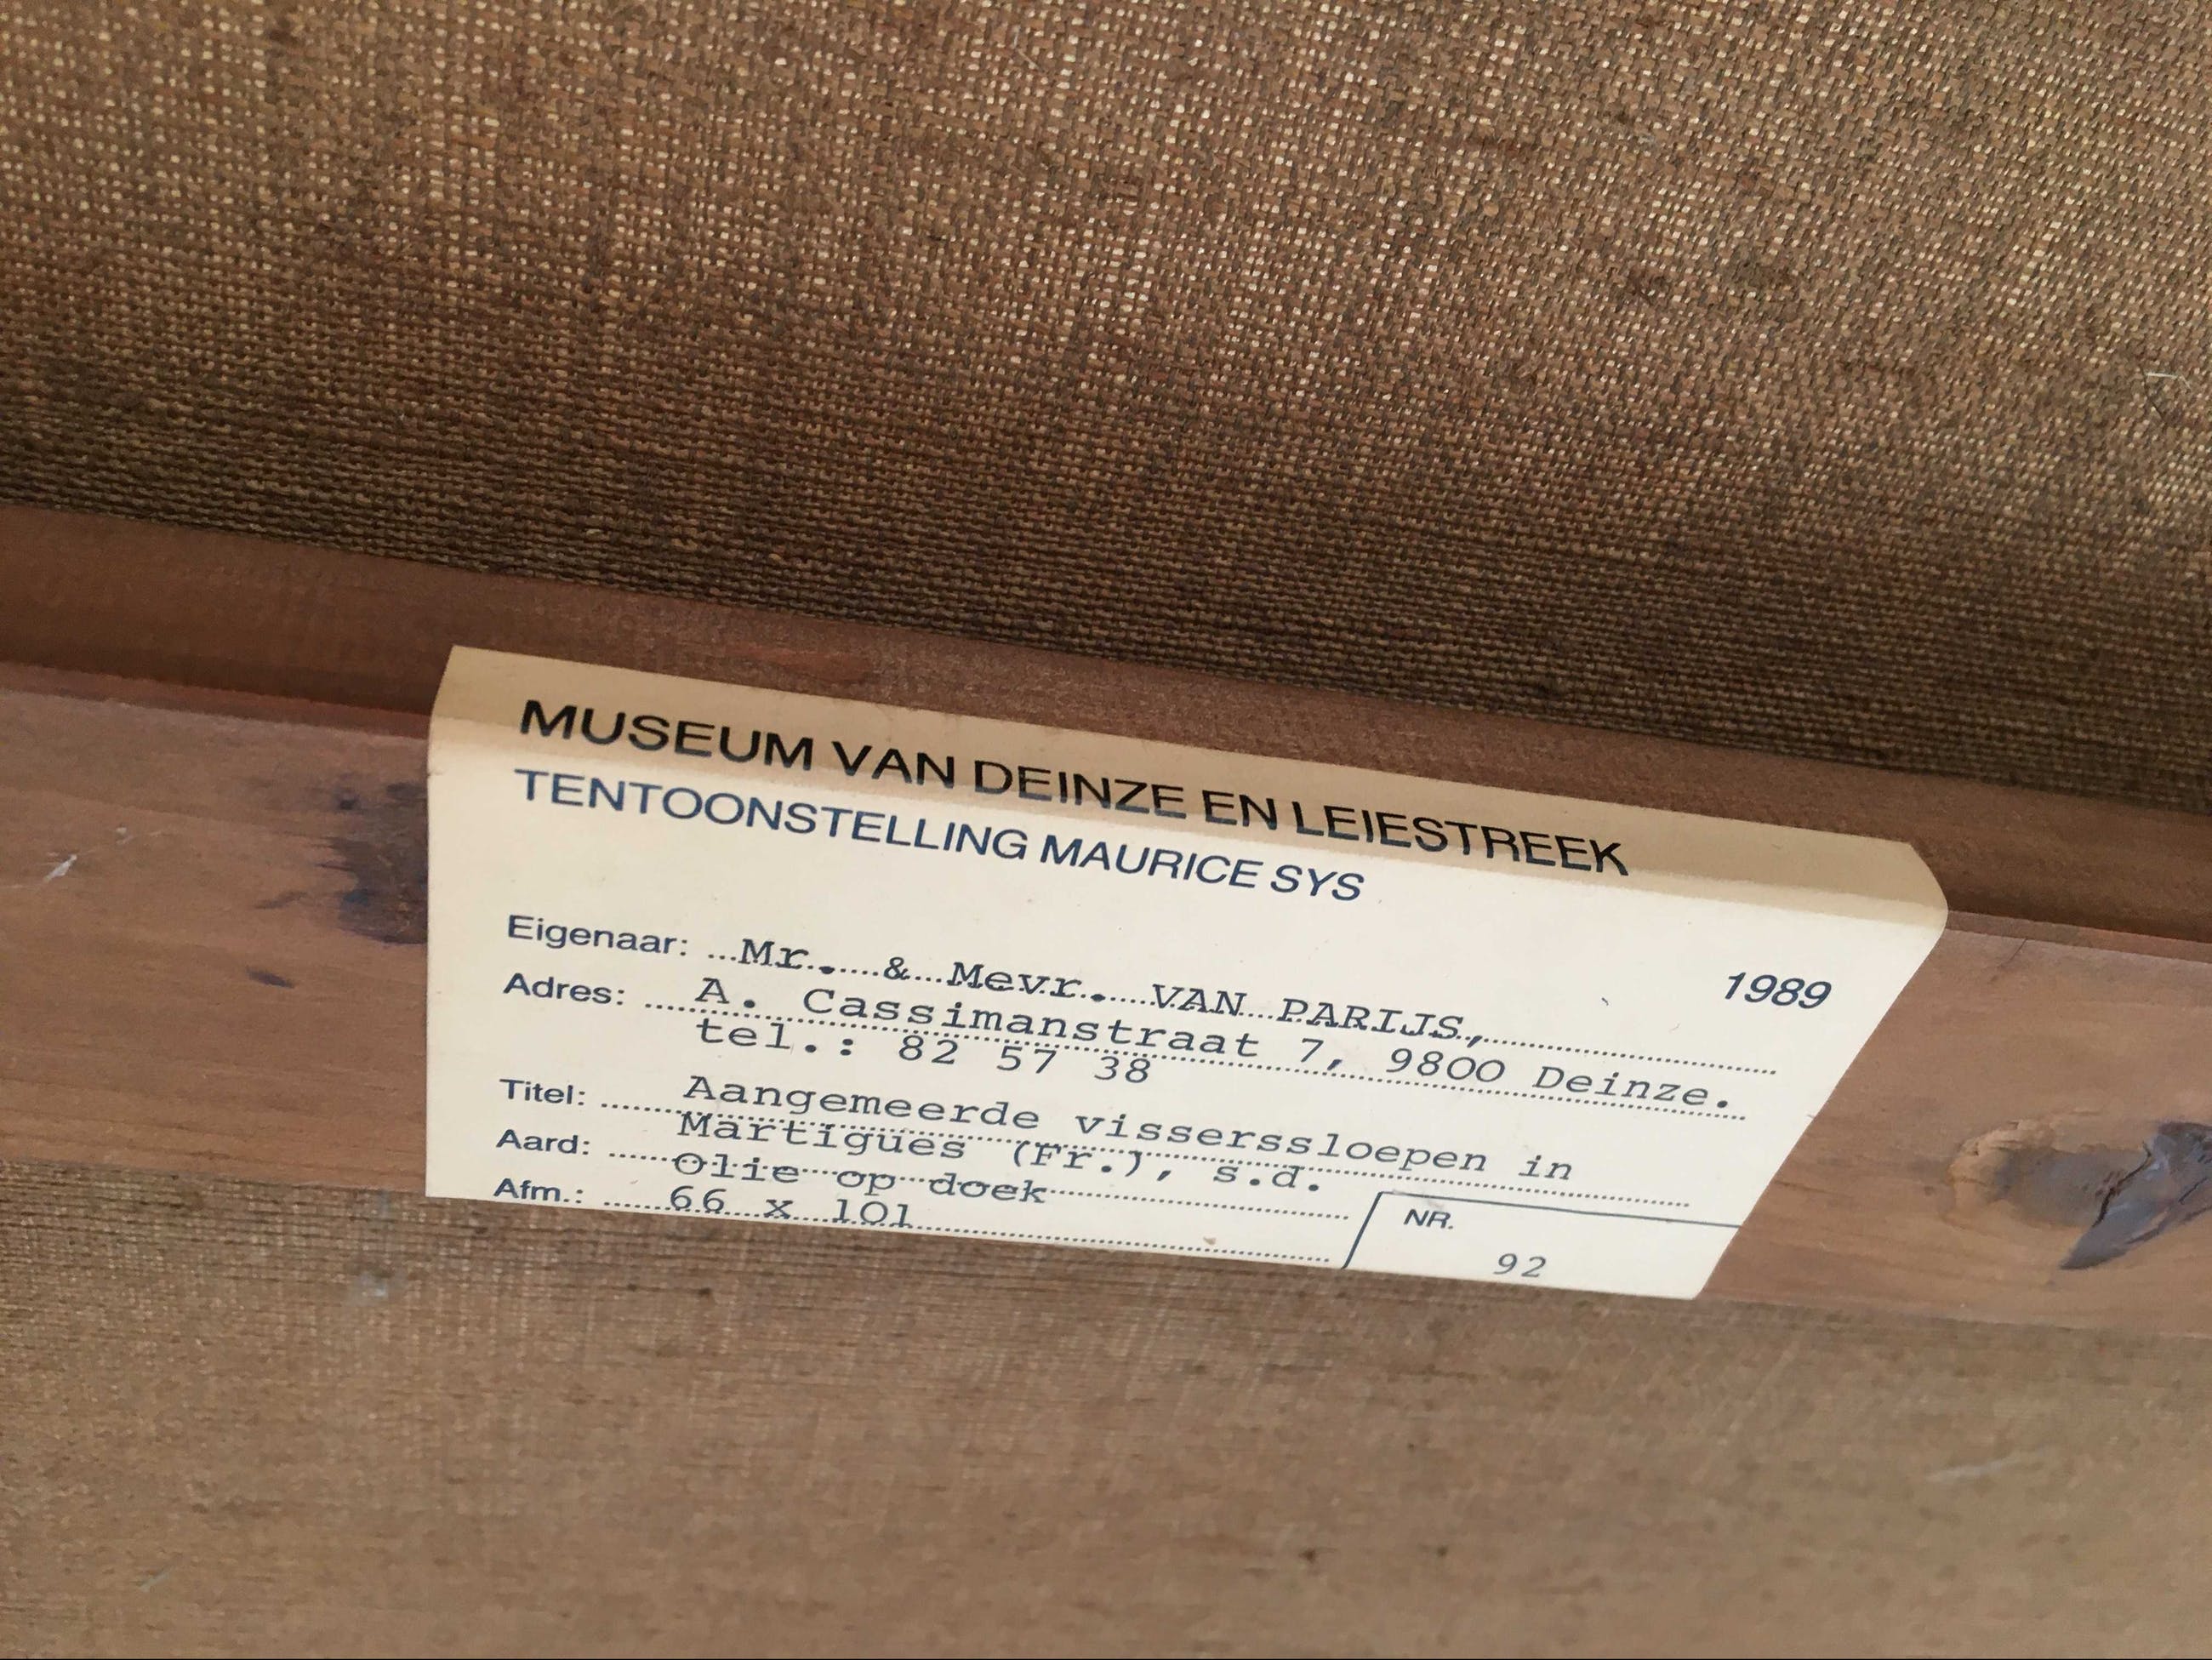 MUSEUM VAN DEINZE EN LEIESTREEK
TENTOONSTELLING MAURICE SYS
1989
Eigenaar: Mr. & Mevr. VAN PARIJS,
Adres: A. Cassimanstraat 7, 9800 Deinze.
tel.: 82 57 38
Titel: Aangemeerde visserssloepen in
Martigues (Fr.), s.d.
Aard: Olie op doek
Afm.: 66 x 101
NR.
92